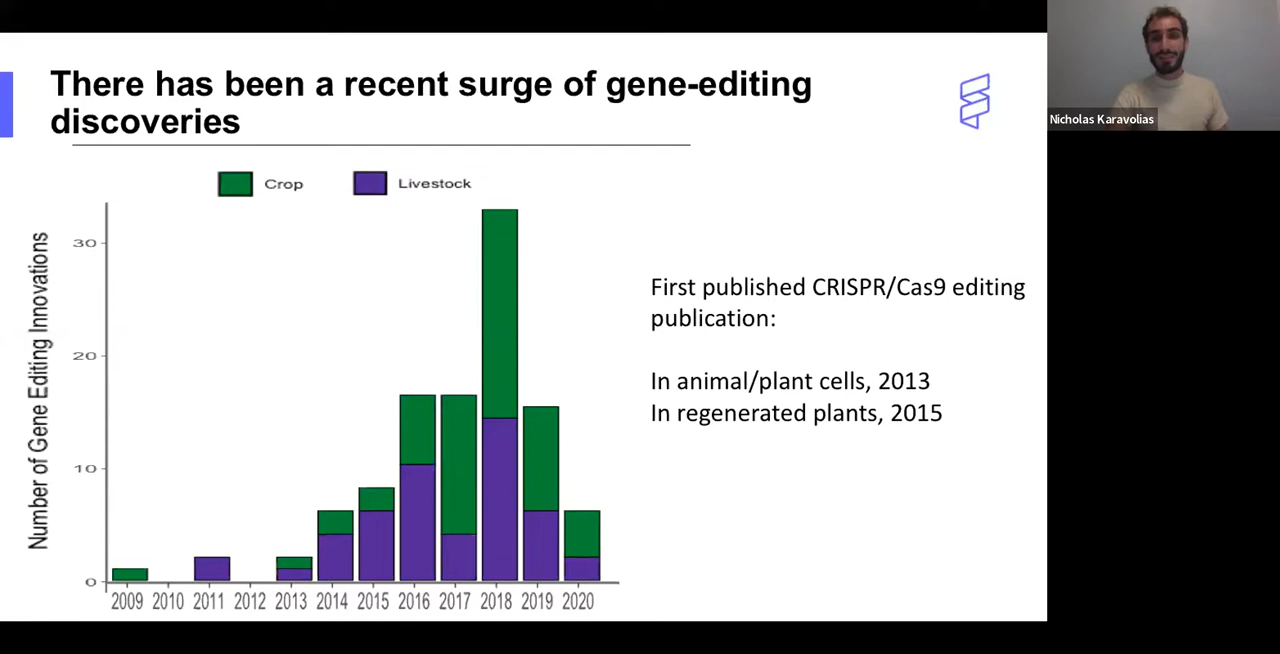 There has been a recent surge of gene-editing
discoveries
Nicholas Karavolias
Crop
Livestock
Number of Gene Editing Innovations
30
20
10
0
2009 2010 2011 2012 2013 2014 2015 2016 2017 2018 2019 2020
First published CRISPR/Cas9 editing
publication:
In animal/plant cells, 2013
In regenerated plants, 2015